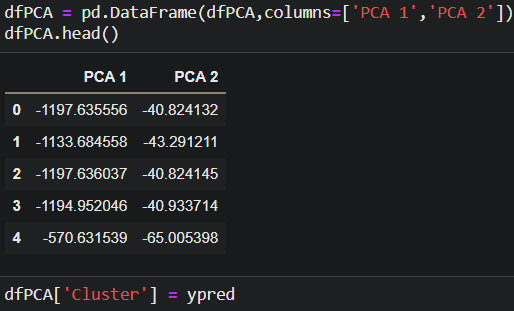 dfPCA = pd.DataFrame(dfPCA,columns=['PCA 1','PCA 2'])
dfPCA.head()
PCA 1 PCA 2
0 -1197.635556 -40.824132
1 -1133.684558 -43.291211
2 -1197.636037 -40.824145
3 -1194.952046 -40.933714
4 -570.631539 -65.005398
dfPCA['Cluster'] = ypred